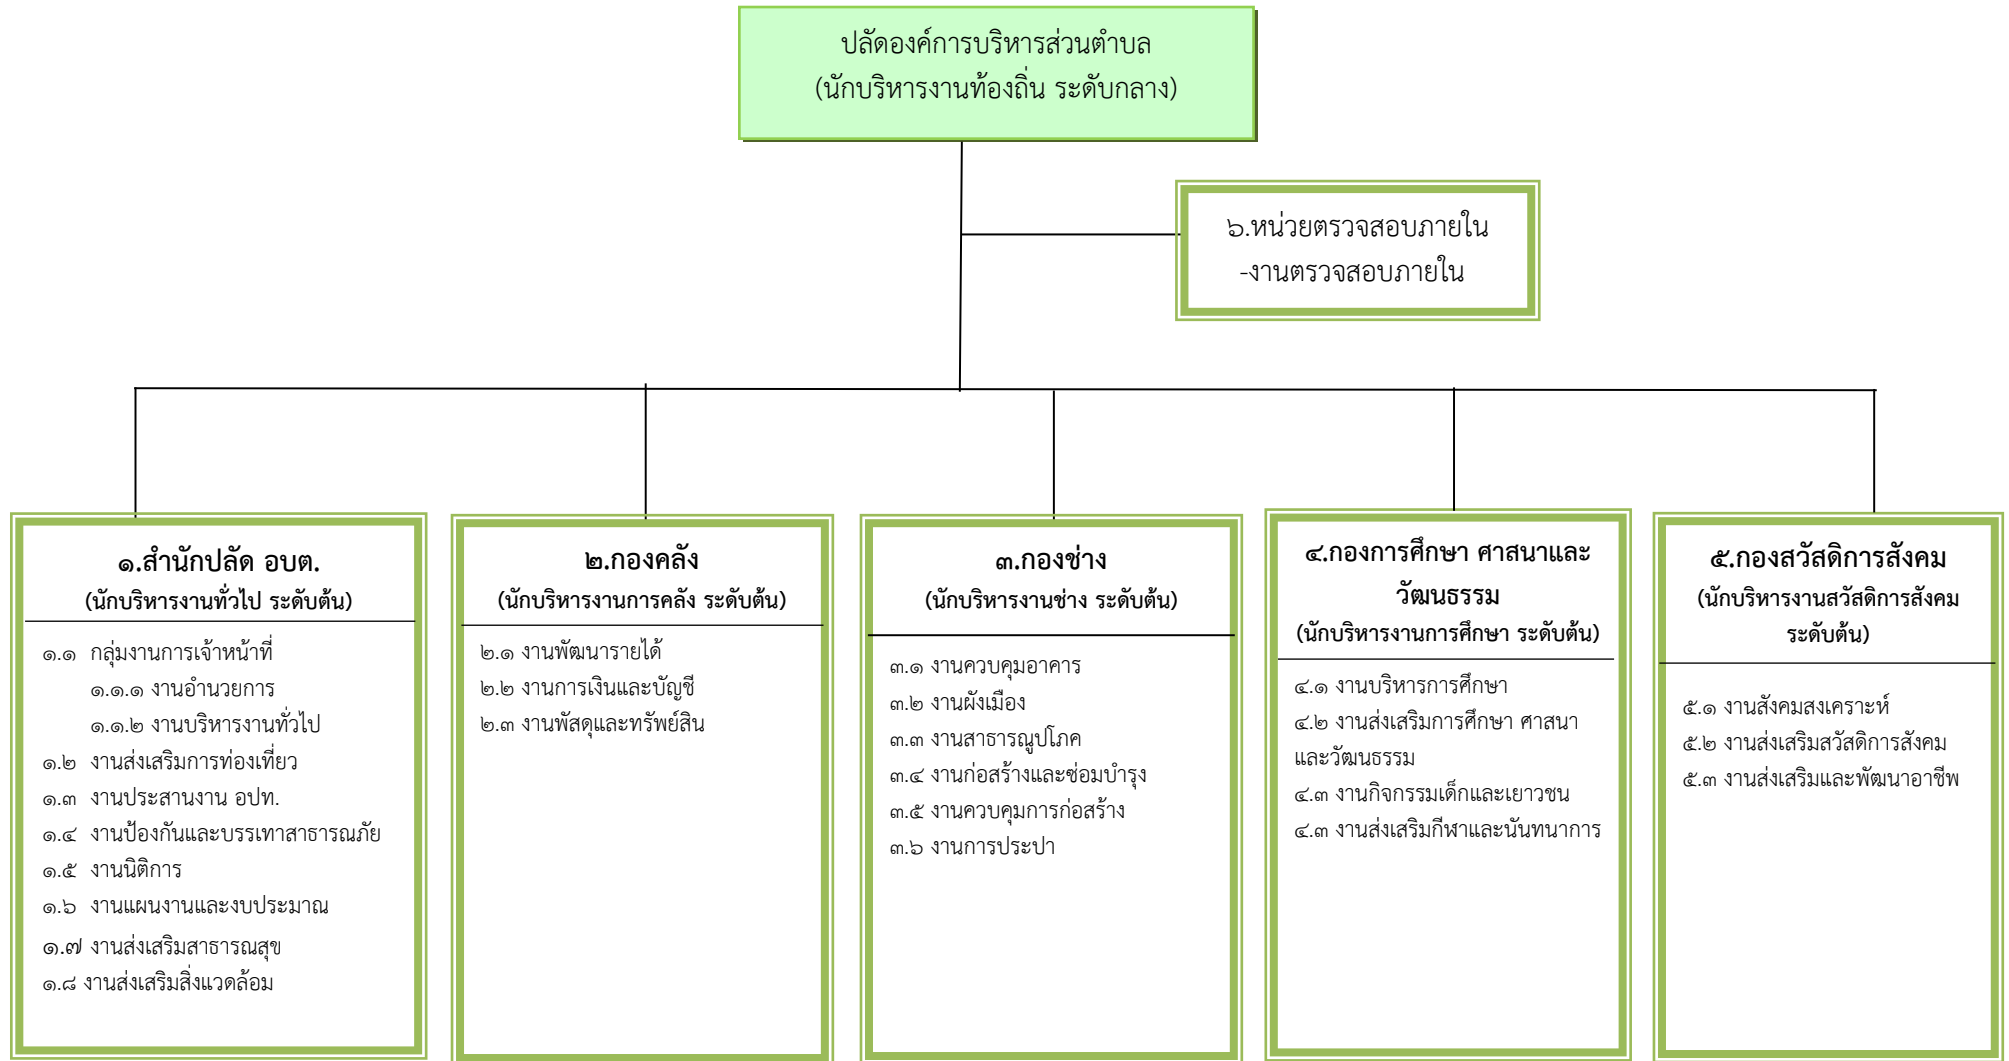 ปลัดองค์การบริหารส่วนตำบล
(นักบริหารงานท้องถิ่น ระดับกลาง)
๖.หน่วยตรวจสอบภายใน
-งานตรวจสอบภายใน
๑.สำนักปลัด อบต.
(นักบริหารงานทั่วไป ระดับต้น)
๑.๑ กลุ่มงานการเจ้าหน้าที่
๑.๑.๑ งานอำนวยการ
๑.๑.๒ งานบริหารงานทั่วไป
๑.๒ งานส่งเสริมการท่องเที่ยว
๑.๓ งานประสานงาน อปท.
๑.๔ งานป้องกันและบรรเทาสาธารณภัย
๑.๕ งานนิติการ
๑.๖ งานแผนงานและงบประมาณ
๑.๗ งานส่งเสริมสาธารณสุข
๑.๘ งานส่งเสริมสิ่งแวดล้อม
๒.กองคลัง
(นักบริหารงานการคลัง ระดับต้น)
๒.๑ งานพัฒนารายได้
๒.๒ งานการเงินและบัญชี
๒.๓ งานพัสดุและทรัพย์สิน
๓.กองช่าง
(นักบริหารงานช่าง ระดับต้น)
๓.๑ งานควบคุมอาคาร
๓.๒ งานผังเมือง
๓.๓ งานสาธารณูปโภค
๓.๔ งานก่อสร้างและซ่อมบำรุง
๓.๕ งานควบคุมการก่อสร้าง
๓.๖ งานการประปา
๔.กองการศึกษา ศาสนาและ
วัฒนธรรม
(นักบริหารงานการศึกษา ระดับต้น)
๔.๑ งานบริหารการศึกษา
๔.๒ งานส่งเสริมการศึกษา ศาสนา
และวัฒนธรรม
๔.๓ งานกิจกรรมเด็กและเยาวชน
๔.๓ งานส่งเสริมกีฬาและนันทนาการ
๕.กองสวัสดิการสังคม
(นักบริหารงานสวัสดิการสังคม
ระดับต้น)
๕.๑ งานสังคมสงเคราะห์
๕.๒ งานส่งเสริมสวัสดิการสังคม
๕.๓ งานส่งเสริมและพัฒนาอาชีพ